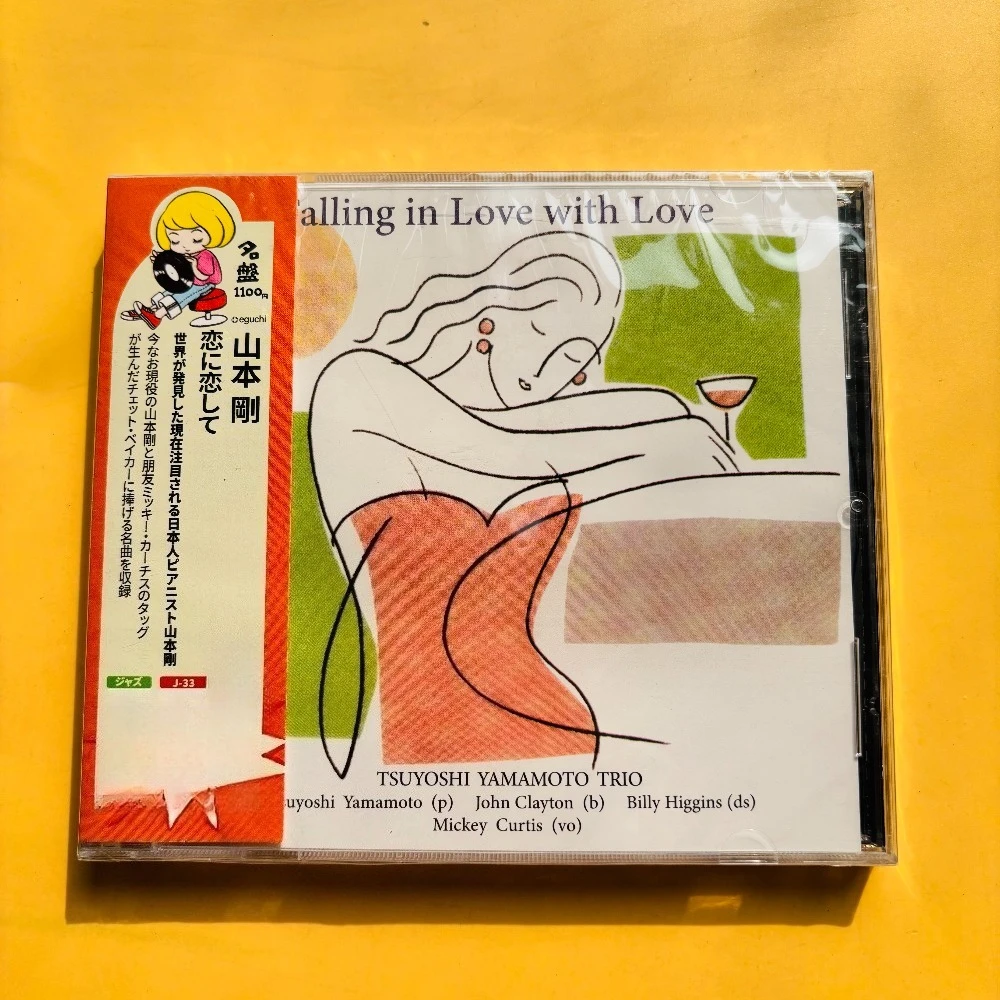 名盤
1100円
eguchi
山本 剛
恋に恋して
世界が発見した現在注目される日本人ピアニスト山本剛
今なお現役の山本剛と朋友ミッキー・カーチスのタッグ
が生んだチェット・ベイカーに捧げる名曲を収録
ジャズ
J-33
alling in Love with Love
TSUYOSHI YAMAMOTO TRIO
uyoshi Yamamoto (p) John Clayton (b) Billy Higgins (ds)
Mickey Curtis (vo)